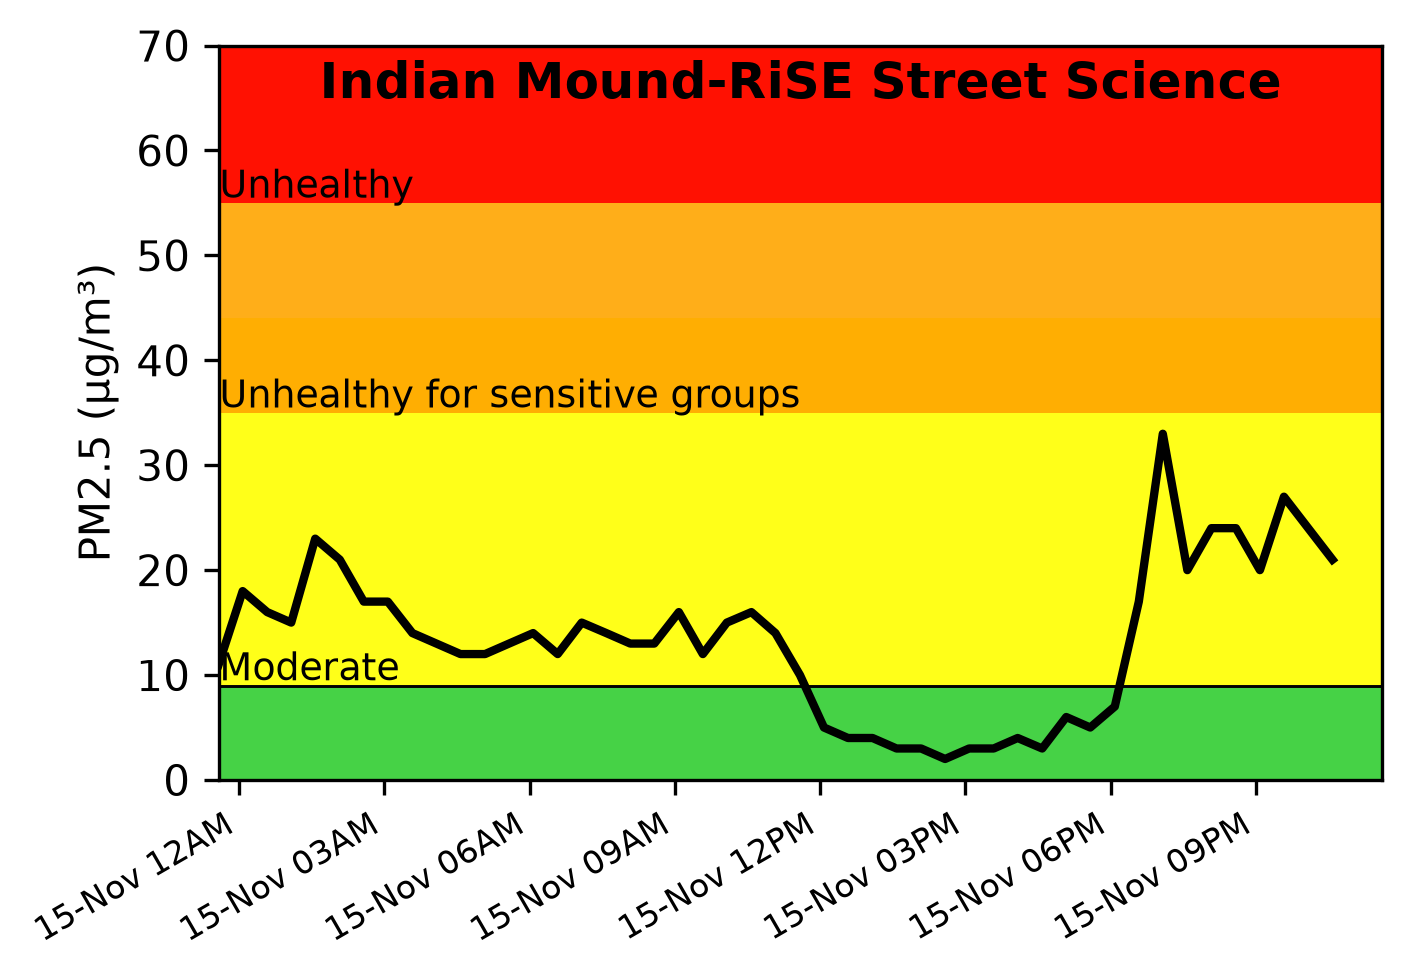 Indian Mound-RiSE Street Science
PM2.5 (µg/m³)
70
60
Unhealthy
50
40
Unhealthy for sensitive groups
30
20
10
Moderate
0
15-Nov 12AM
15-Nov 03AM
15-Nov 06AM
15-Nov 09AM
15-Nov 12PM
15-Nov 03PM
15-Nov 06PM
15-Nov 09PM